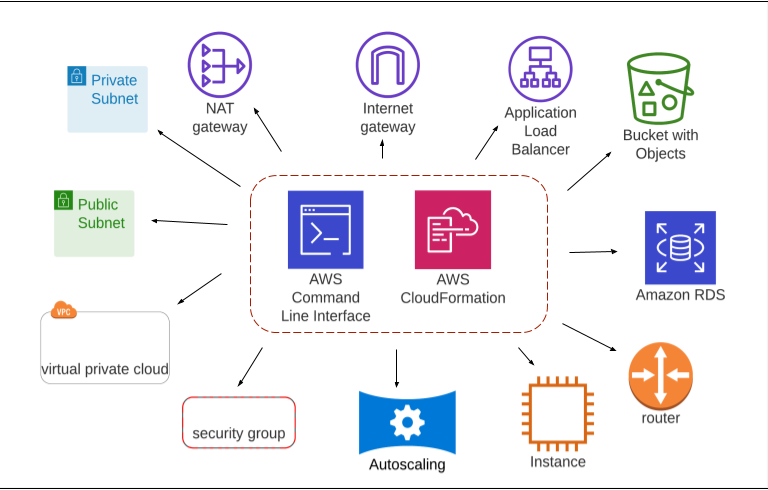 Private
Subnet
NAT
gateway
Internet
gateway
Application
Load
Balancer
Bucket with
Objects
Public
Subnet
AWS
Command
Line Interface
AWS
CloudFormation
Amazon RDS
VPC
virtual private cloud
security group
Autoscaling
Instance
router